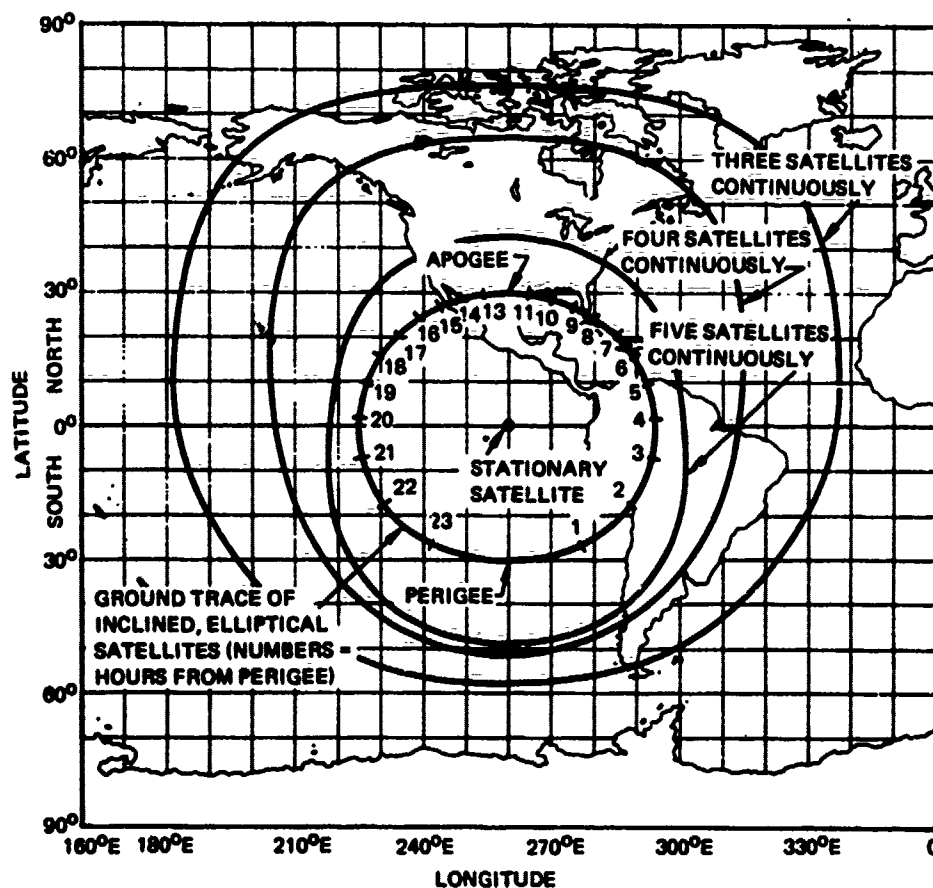 90°
60°
THREE SATELLITES
CONTINUOUSLY
FOUR SATELLITES
CONTINUOUSLY
APOGEE
30°
14 13 11 10
15 9
16 8
17 7
FIVE SATELLITES
CONTINUOUSLY
18 6
19 5
LATITUDE
SOUTH NORTH
0°
20 4
21 3
STATIONARY
SATELLITE
22 2
23 1
30°
PERIGEE
GROUND TRACE OF
INCLINED, ELLIPTICAL
SATELLITES (NUMBERS =
HOURS FROM PERIGEE)
60°
90°
160°E 180°E 210°E 240°E 270°E 300°E 330°E 0
LONGITUDE